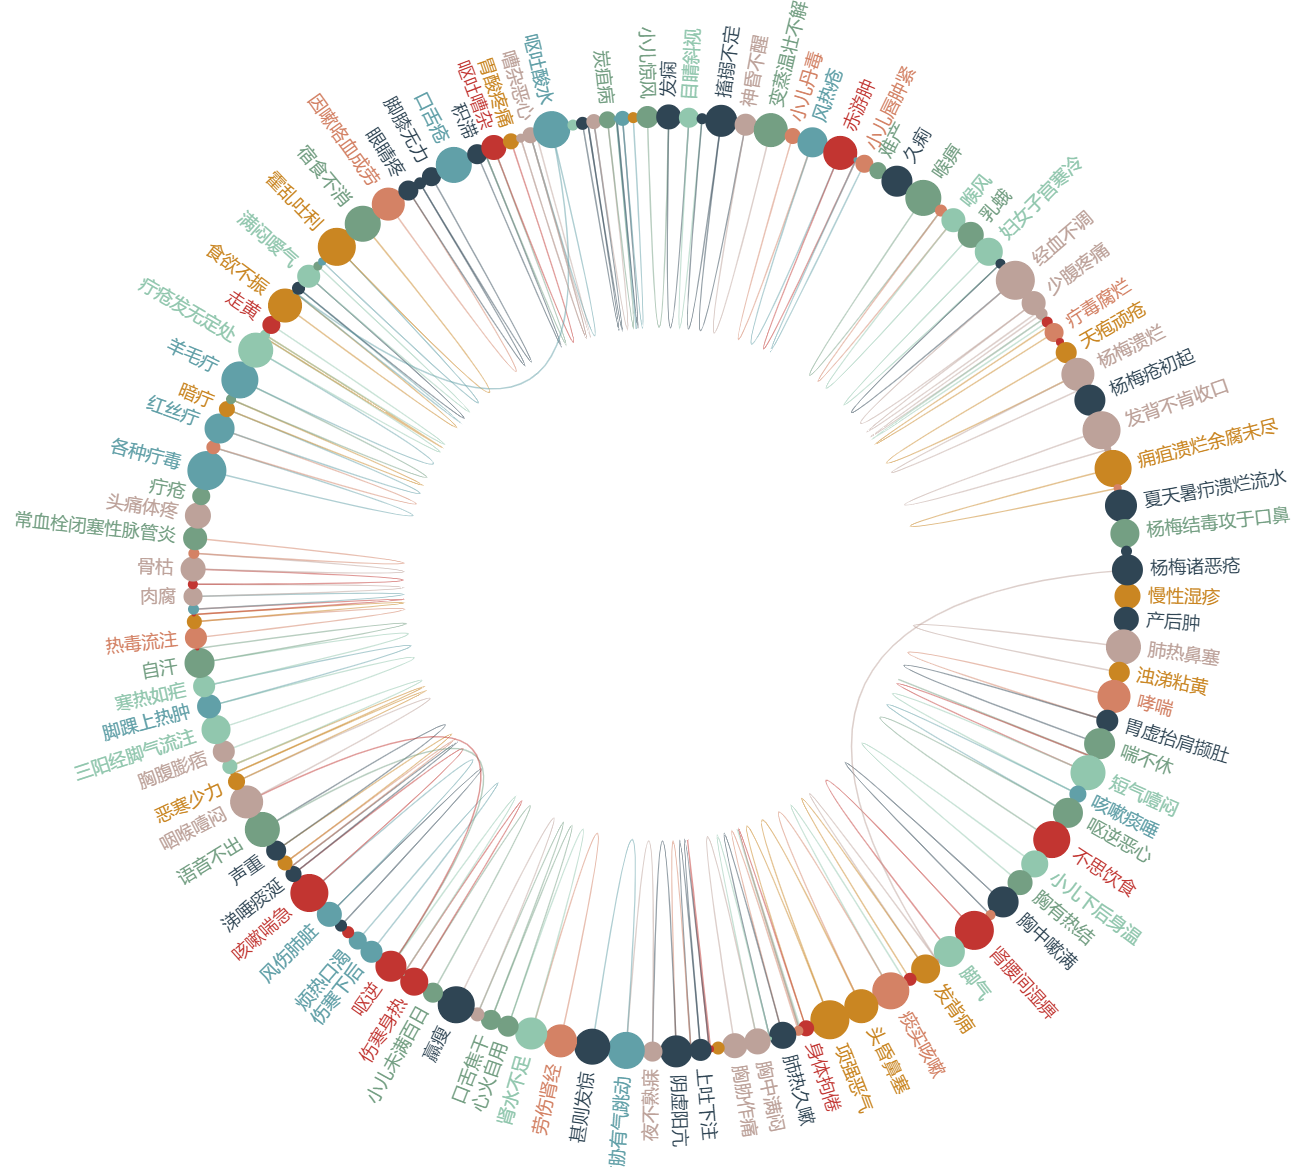 呕吐酸水
炭疽病
小儿惊风
发痫
目睛斜视
搐搦不定
神昏不醒
变蒸温壮不解
小儿丹毒
风热疮
赤游肿
小儿唇肿紧
难产
久痢
喉痹
喉风
乳蛾
妇女子宫寒冷
经血不调
少腹疼痛
疔毒腐烂
天疱顽疮
杨梅溃烂
杨梅疮初起
发背不肯收口
痈疽溃烂余腐未尽
夏天暑疖溃烂流水
杨梅结毒攻于口鼻
杨梅诸恶疮
慢性湿疹
产后肿
肺热鼻塞
浊涕粘黄
哮喘
胃虚抬肩撷肚
喘不休
短气噎闷
咳嗽痰唾
呕逆恶心
不思饮食
小儿下后身温
胸有热结
胸中嗽满
肾腰间湿痹
脚气
发背痈
痰实咳嗽
头昏鼻塞
项强恶气
身体拘倦
肺热久嗽
胸中满闷
胸胁作痛
上吐下注
阴虚阳亢
夜不熟寐
胁有气跳动
甚则发惊
劳伤肾经
肾水不足
心火自用
口舌焦干
羸瘦
小儿未满百日
伤寒身热
呕逆
伤寒下后
烦热口渴
风伤肺脏
咳嗽喘急
涕唾痰涎
声重
语音不出
咽喉噎闷
恶寒少力
胸腹膨痞
三阳经脚气流注
脚踝上热肿
寒热如疟
自汗
热毒流注
肉腐
骨枯
常血栓闭塞性脉管炎
头痛体疼
疔疮
各种疔毒
红丝疔
暗疔
羊毛疔
疔疮发无定处
走黄
食欲不振
满闷嗳气
霍乱吐利
宿食不消
因嗽咯血成劳
眼睛疼
脚膝无力
口舌疮
积滞
呕吐嘈杂
胃酸疼痛
嘈杂恶心